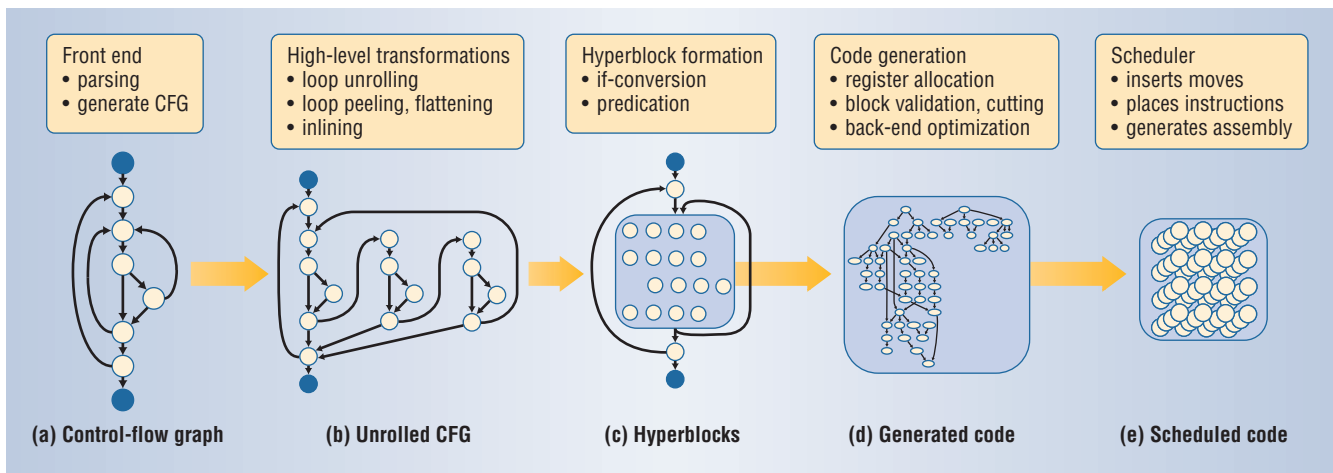 Front end
• parsing
• generate CFG
High-level transformations
• loop unrolling
• loop peeling, flattening
• inlining
Hyperblock formation
• if-conversion
• predication
Code generation
• register allocation
• block validation, cutting
• back-end optimization
Scheduler
• inserts moves
• places instructions
• generates assembly
(a) Control-flow graph
(b) Unrolled CFG
(c) Hyperblocks
(d) Generated code
(e) Scheduled code